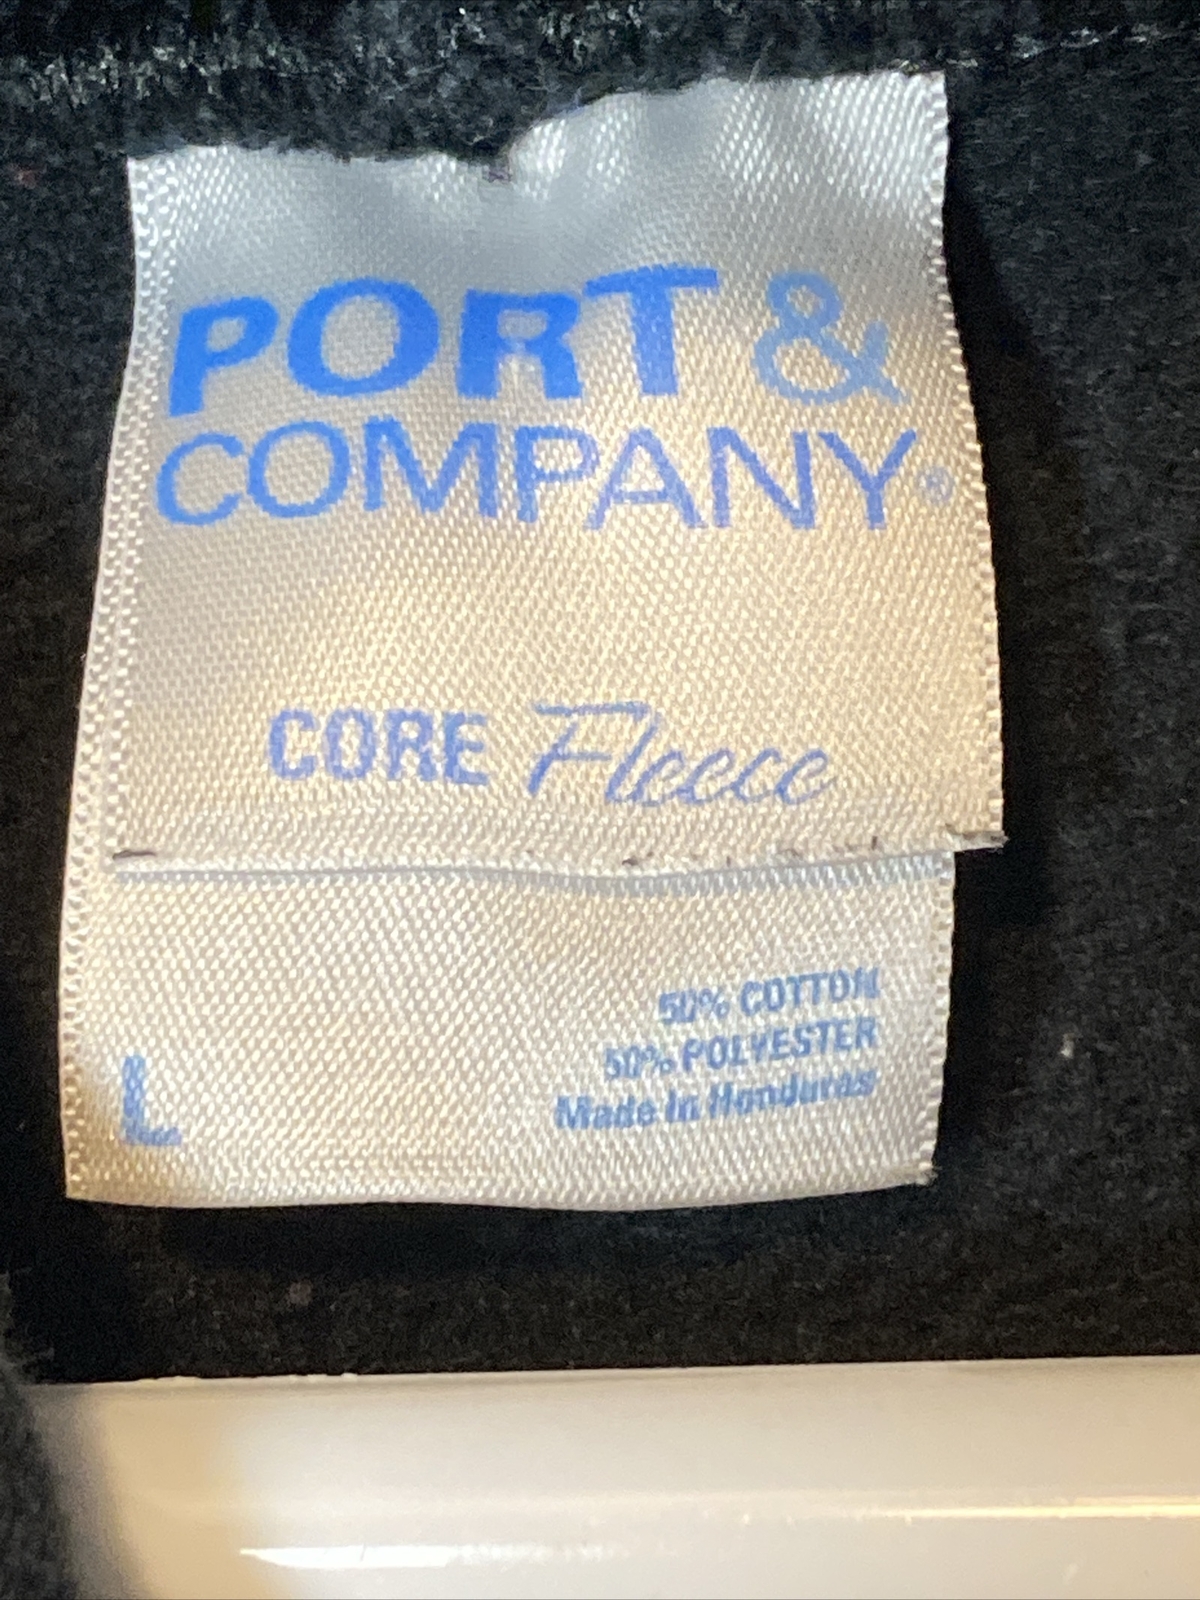 PORT &
COMPANY®
CORE Fleece
L
50% COTTON
50% POLYESTER
Made In Honduras